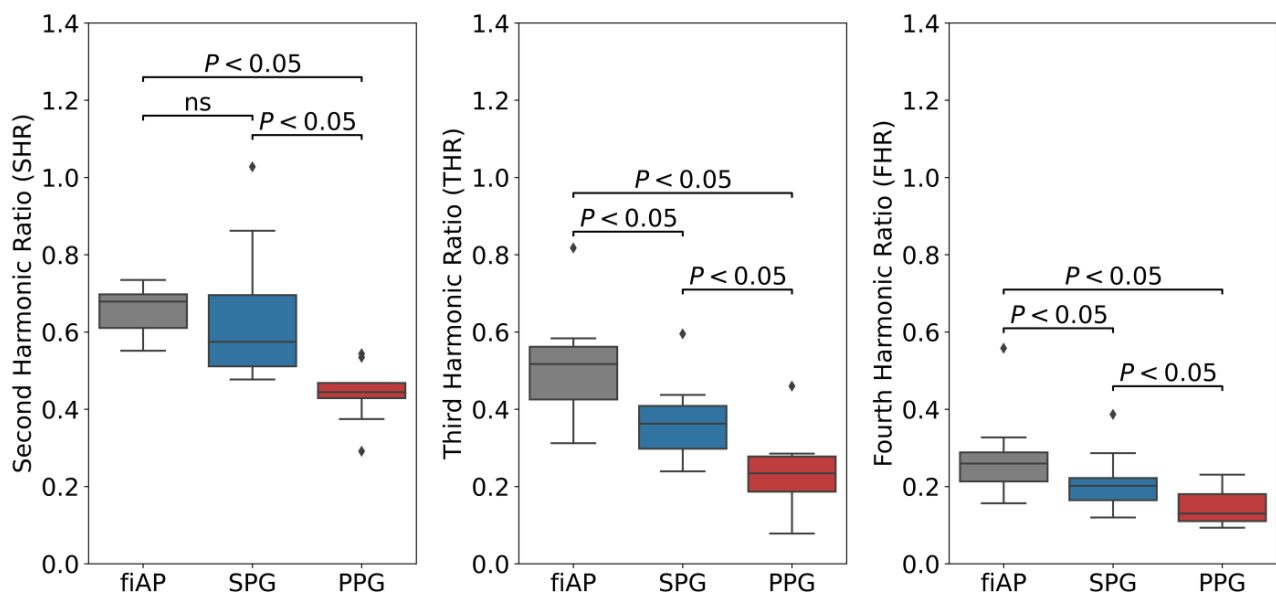 Second Harmonic Ratio (SHR)
1.4
1.2
1.0
0.8
0.6
0.4
0.2
0.0
P < 0.05
ns
P < 0.05
fiAP SPG PPG
Third Harmonic Ratio (THR)
1.4
1.2
1.0
0.8
0.6
0.4
0.2
0.0
P < 0.05
P < 0.05
P < 0.05
fiAP SPG PPG
Fourth Harmonic Ratio (FHR)
1.4
1.2
1.0
0.8
0.6
0.4
0.2
0.0
P < 0.05
P < 0.05
P < 0.05
fiAP SPG PPG